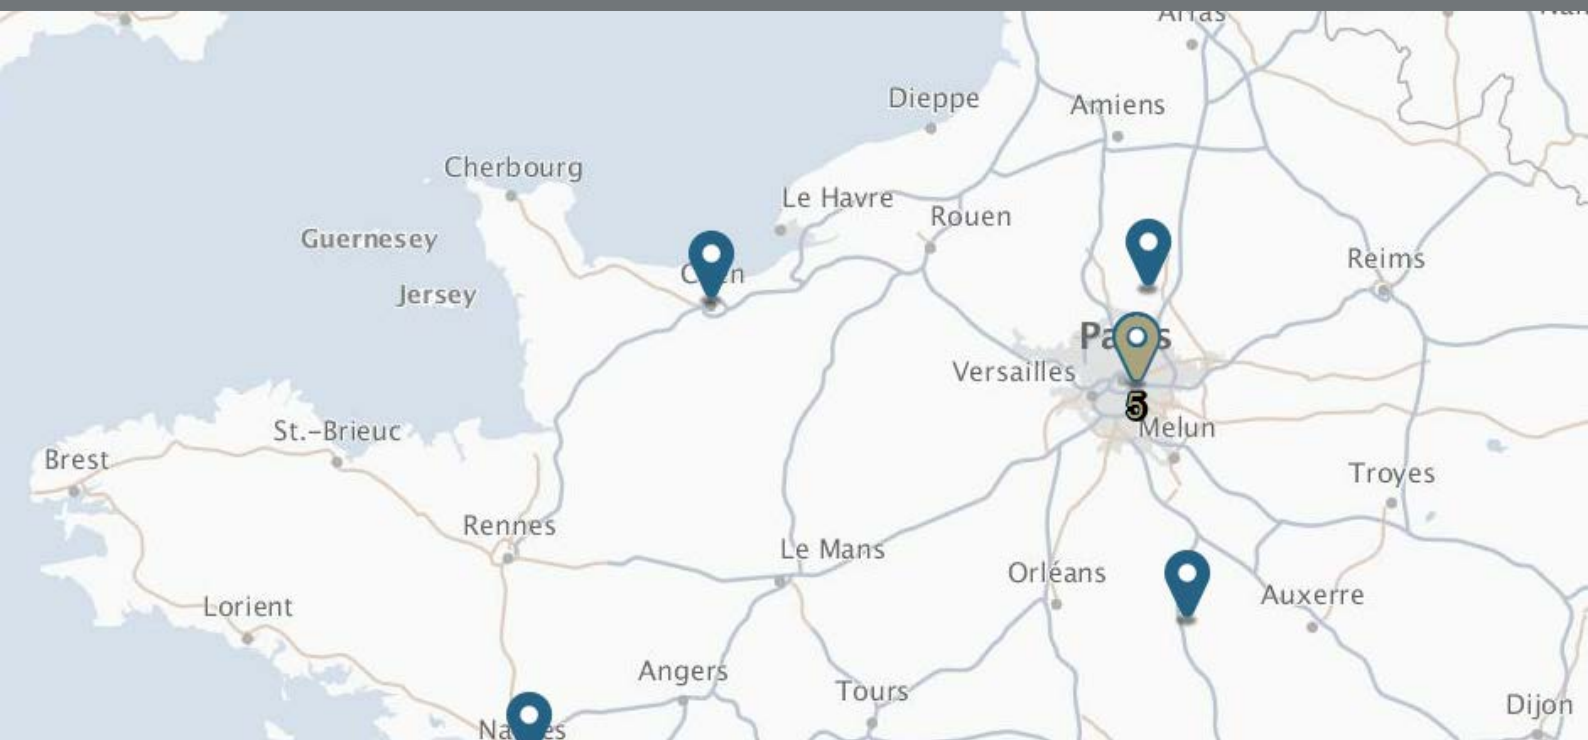 Arras
Dieppe
Amiens
Cherbourg
Le Havre
Rouen
Guernesey
Reims
Jersey
Versailles
5
Melun
St.-Brieuc
Brest
Troyes
Rennes
Le Mans
Orléans
Auxerre
Lorient
Angers
Tours
Dijon